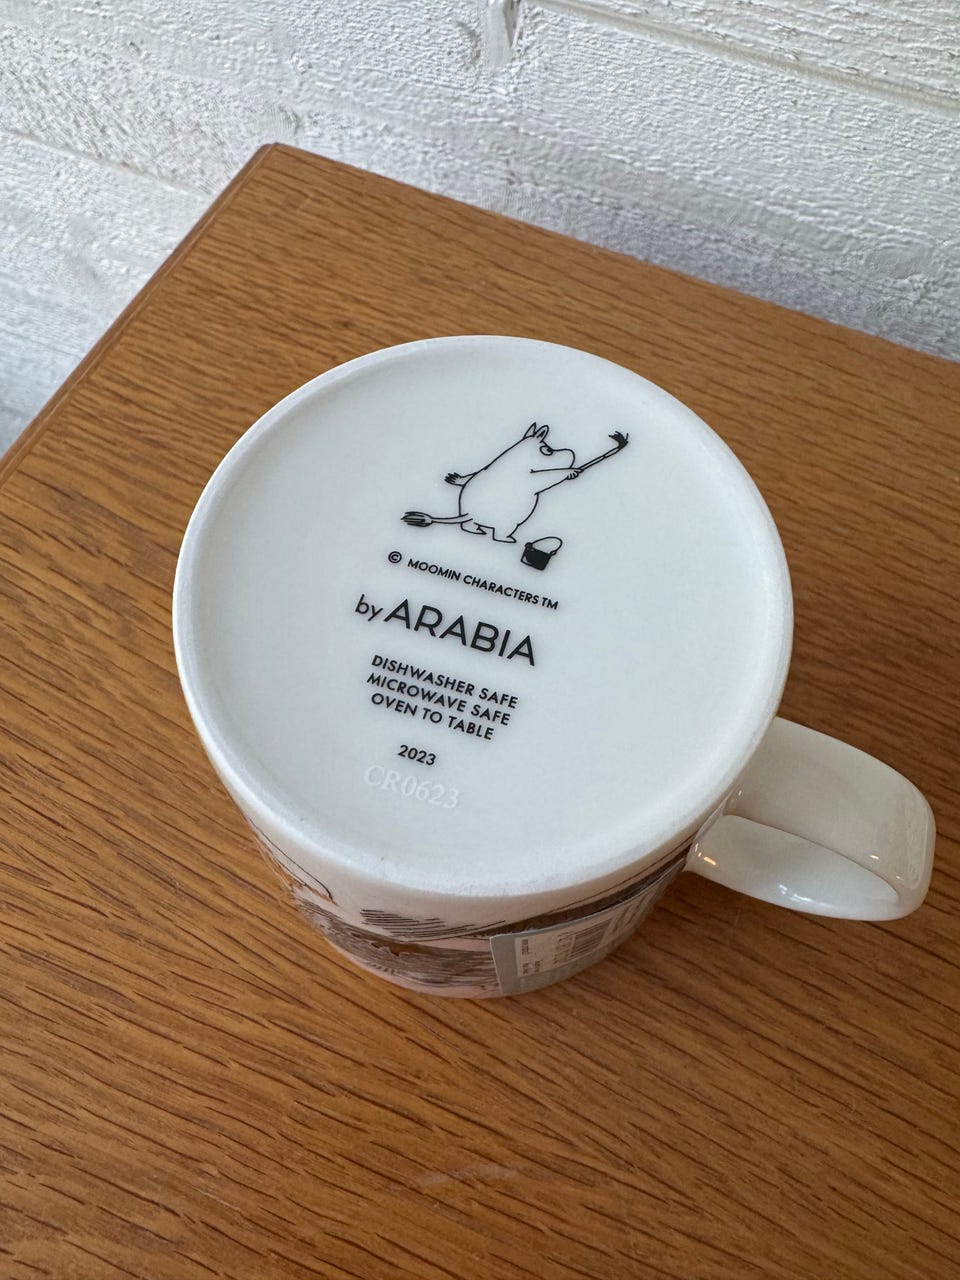 © MOOMIN CHARACTERS TM
by ARABIA
DISHWASHER SAFE
MICROWAVE SAFE
OVEN TO TABLE
2023
CR0623